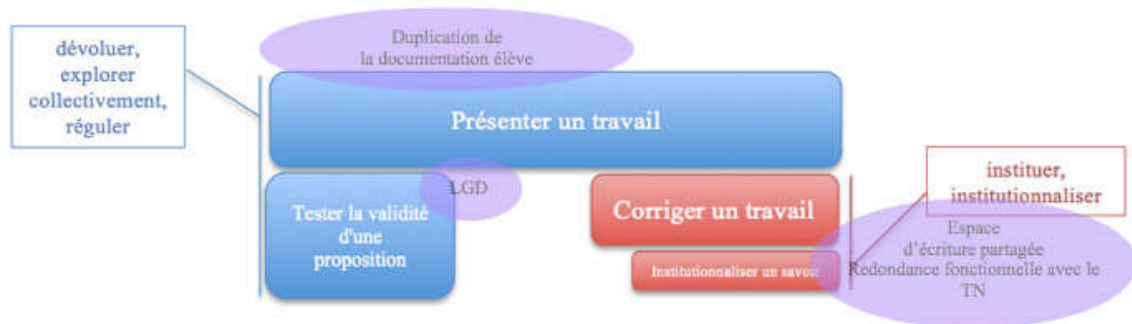 dévoluer,
explorer
collectivement,
réguler
Duplication de
la documentation élève
Présenter un travail
LGD
Tester la validité
d'une
proposition
Corriger un travail
Institutionnaliser un savoir
instituer,
institutionnaliser
Espace
d'écriture partagée
Redondance fonctionnelle avec le
TN